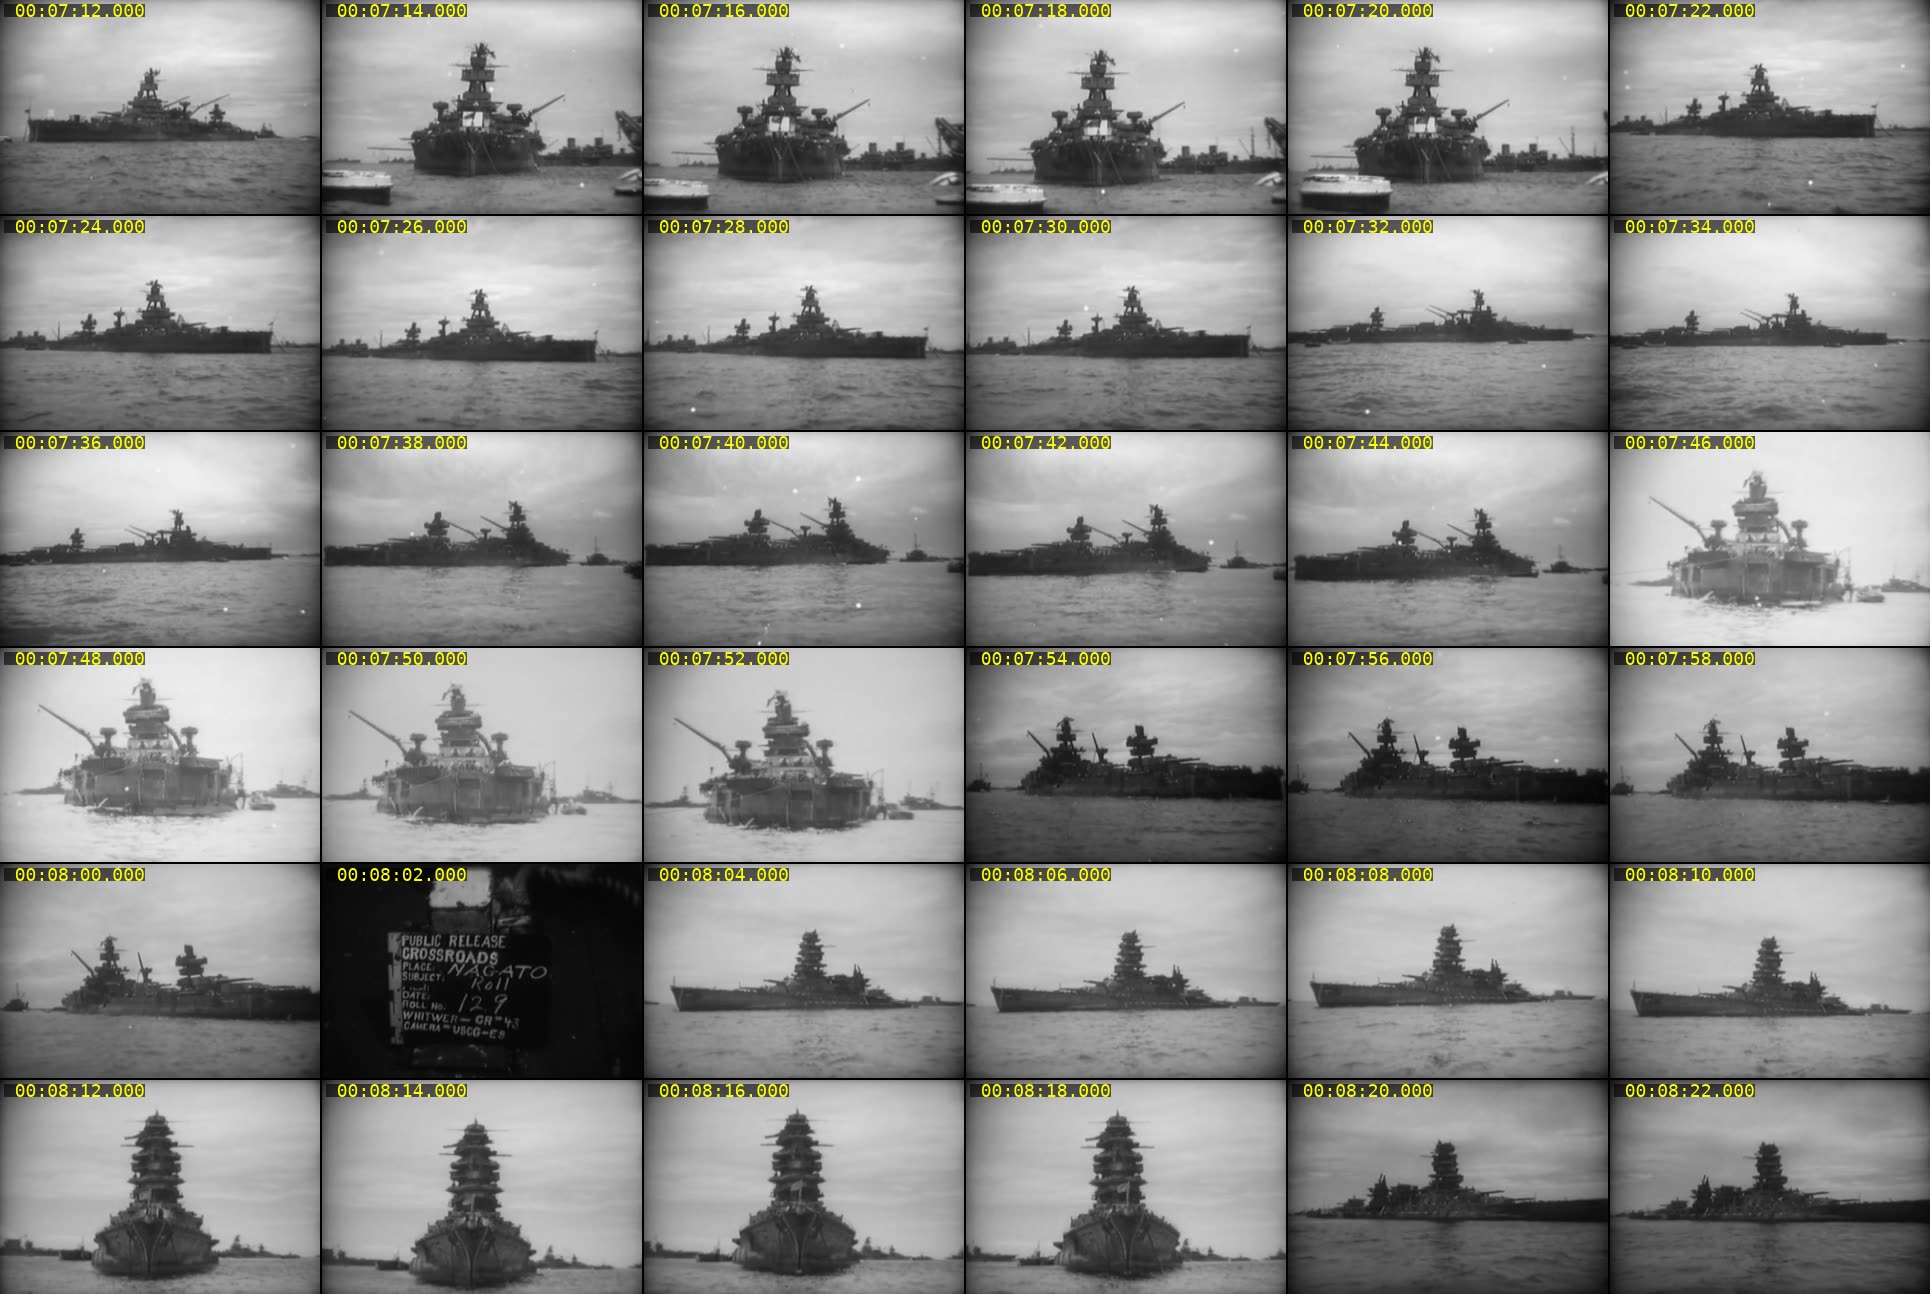 00:07:12.000 00:07:14.000 00:07:16.000 00:07:18.000 00:07:20.000 00:07:22.000
00:07:24.000 00:07:26.000 00:07:28.000 00:07:30.000 00:07:32.000 00:07:34.000
00:07:36.000 00:07:38.000 00:07:40.000 00:07:42.000 00:07:44.000 00:07:46.000
00:07:48.000 00:07:50.000 00:07:52.000 00:07:54.000 00:07:56.000 00:07:58.000
00:08:00.000 00:08:02.000 00:08:04.000 00:08:06.000 00:08:08.000 00:08:10.000
PUBLIC RELEASE
CROSSROADS
PLACE: NAGATO
SUBJECT: Roll
DATE:
ROLL NO. 129
WHITWER - CR # 43
CAMERA - USCG-E8
00:08:12.000 00:08:14.000 00:08:16.000 00:08:18.000 00:08:20.000 00:08:22.000